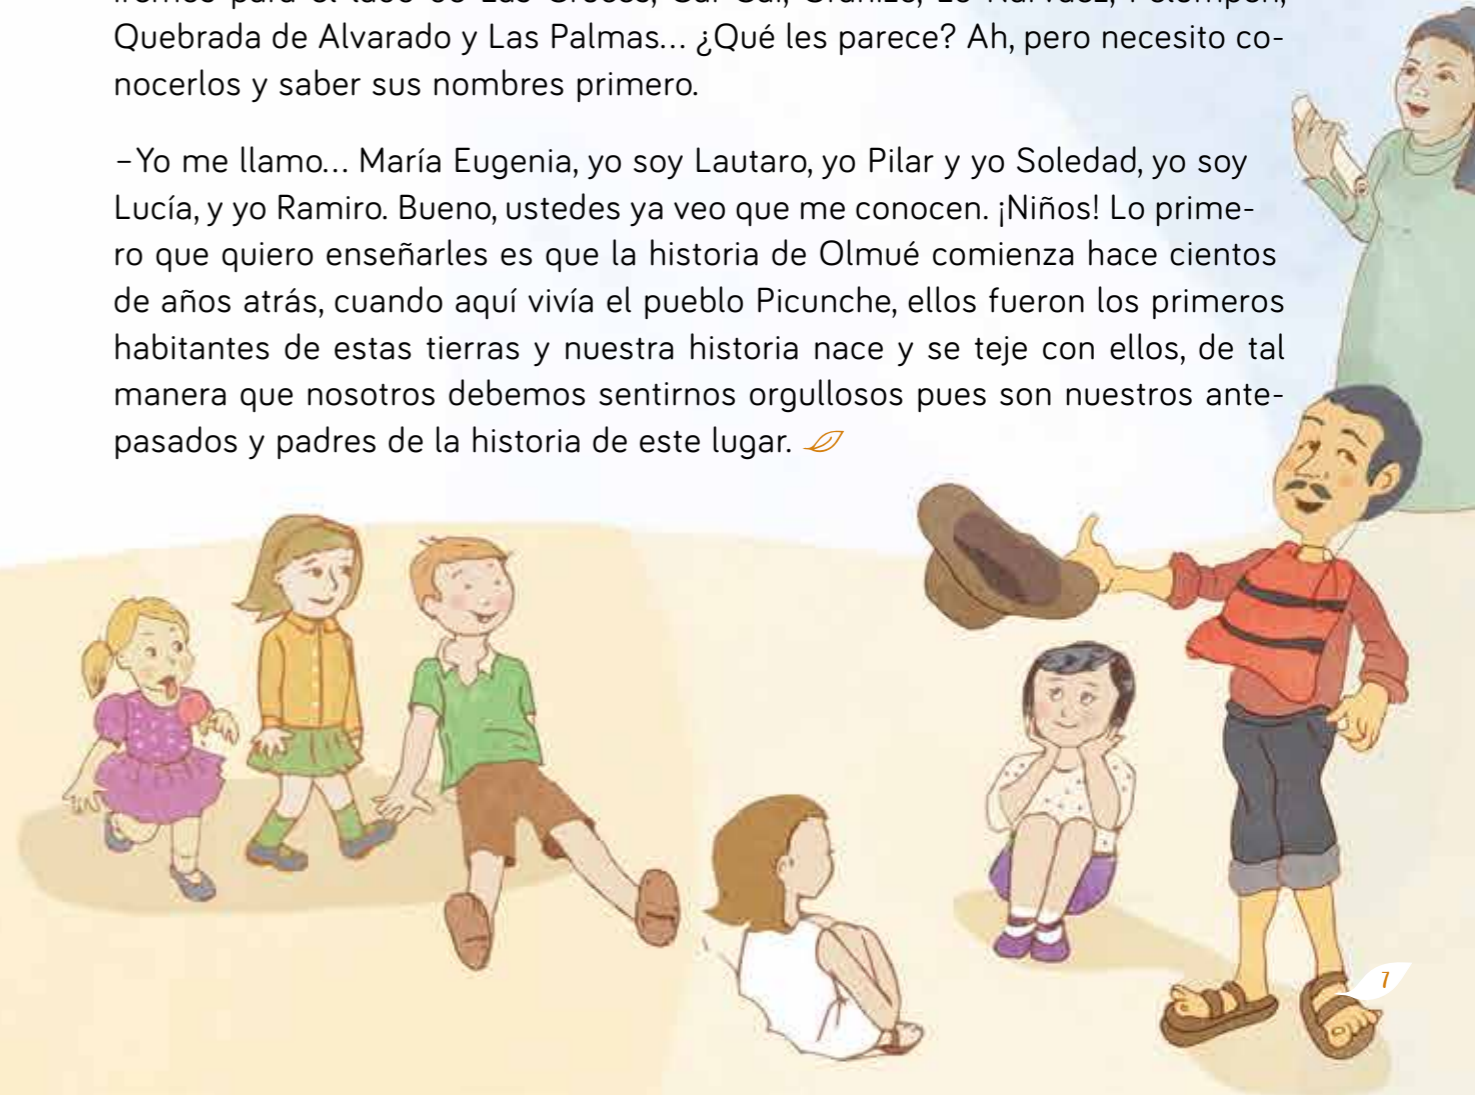 Quebrada de Alvarado y Las Palmas... ¿Qué les parece? Ah, pero necesito co-
nocerlos y saber sus nombres primero.
–Yo me llamo... María Eugenia, yo soy Lautaro, yo Pilar y yo Soledad, yo soy
Lucía, y yo Ramiro. Bueno, ustedes ya veo que me conocen. ¡Niños! Lo prime-
ro que quiero enseñarles es que la historia de Olmué comienza hace cientos
de años atrás, cuando aquí vivía el pueblo Picunche, ellos fueron los primeros
habitantes de estas tierras y nuestra historia nace y se teje con ellos, de tal
manera que nosotros debemos sentirnos orgullosos pues son nuestros ante-
pasados y padres de la historia de este lugar.
7